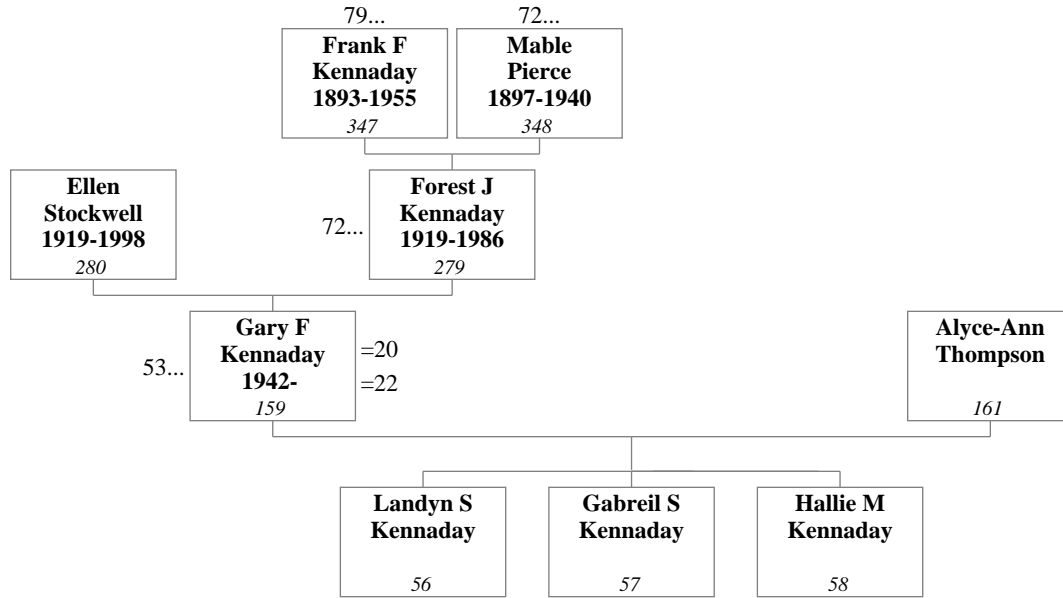 79...
72...
Frank F
Kennaday
1893-1955
347
Mable
Pierce
1897-1940
348
Ellen
Stockwell
1919-1998
280
72...
Forest J
Kennaday
1919-1986
279
53...
Gary F
Kennaday
1942-
159
=20
=22
Alyce-Ann
Thompson
161
Landyn S
Kennaday
56
Gabreil S
Kennaday
57
Hallie M
Kennaday
58